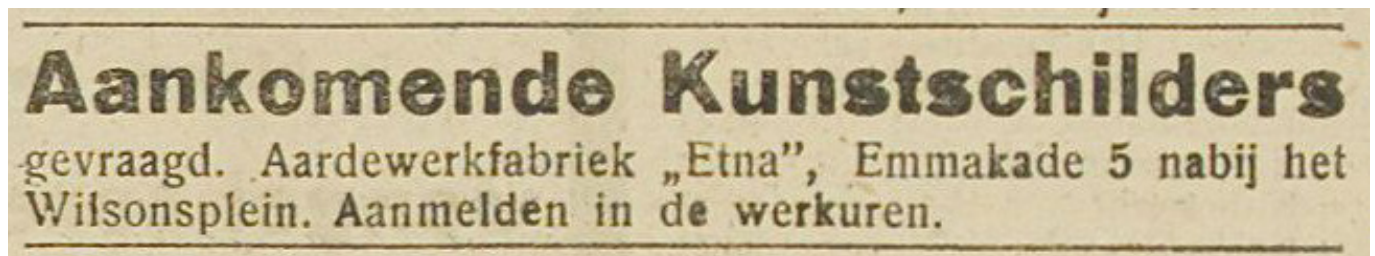 Aankomende Kunstschilders
gevraagd. Aardewerkfabriek „Etna”, Emmakade 5 nabij het
Wilsonsplein. Aanmelden in de werkuren.